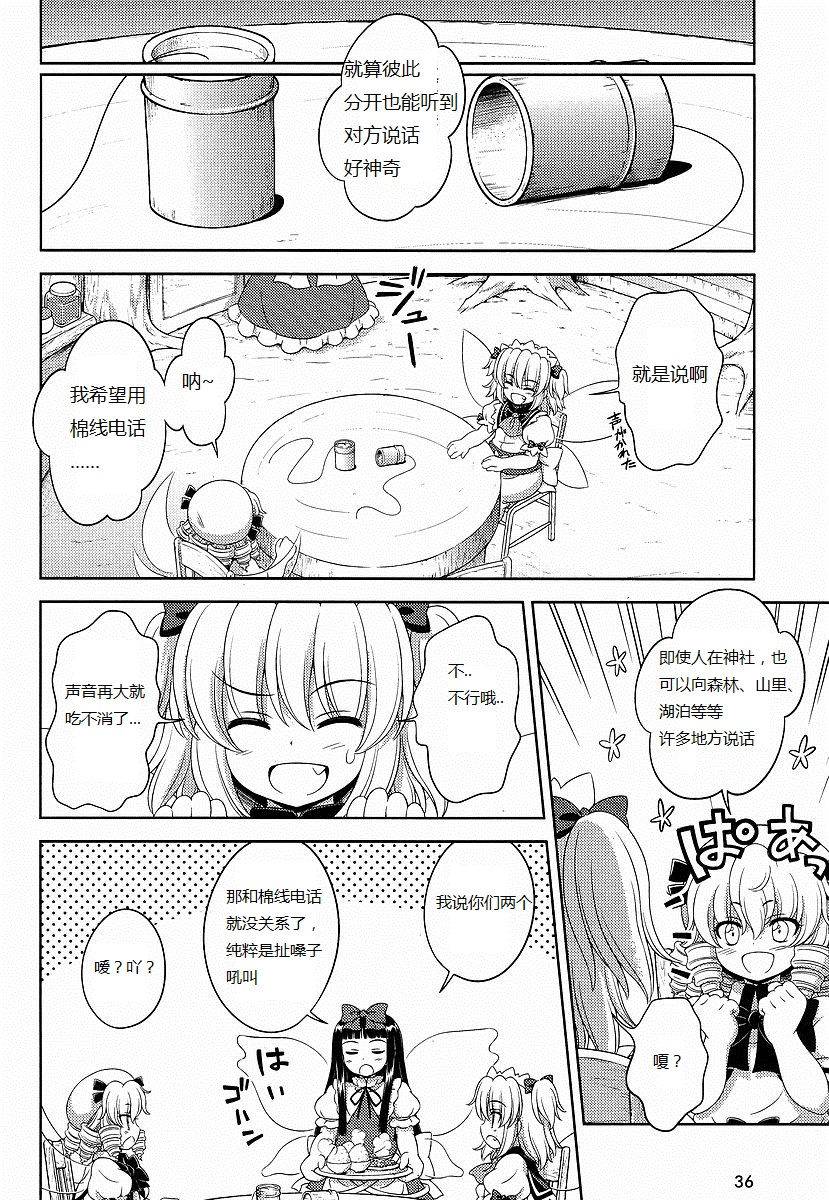 就算彼此
分开也能听到
对方说话
好神奇
就是说啊
声がかれた
ジュー
呐~
我希望用
棉线电话
……
即使人在神社，也
可以向森林、山里、
湖泊等等
许多地方说话
ぱあっ
嗄？
不..
不行哦..
声音再大就
吃不消了...
我说你们两个
那和棉线电话
就没关系了，
纯粹是扯嗓子
吼叫
嗳？吖？
はい
ゴーン
36